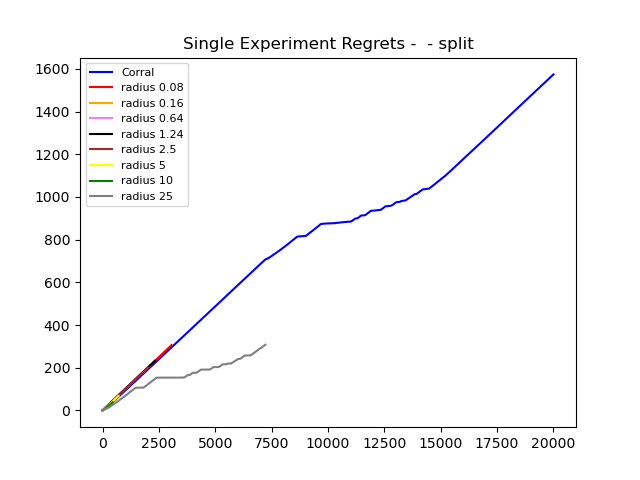 Single Experiment Regrets -  - split
1600
1400
1200
1000
800
600
400
200
0
Corral
radius 0.08
radius 0.16
radius 0.64
radius 1.24
radius 2.5
radius 5
radius 10
radius 25
0 2500 5000 7500 10000 12500 15000 17500 20000